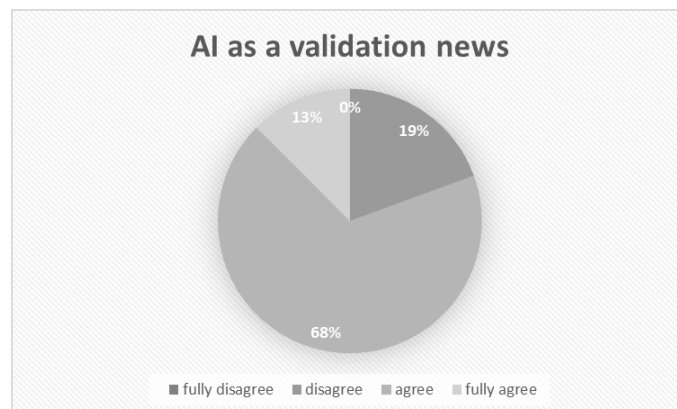 AI as a validation news
0%
13%
19%
68%
fully disagree disagree agree fully agree